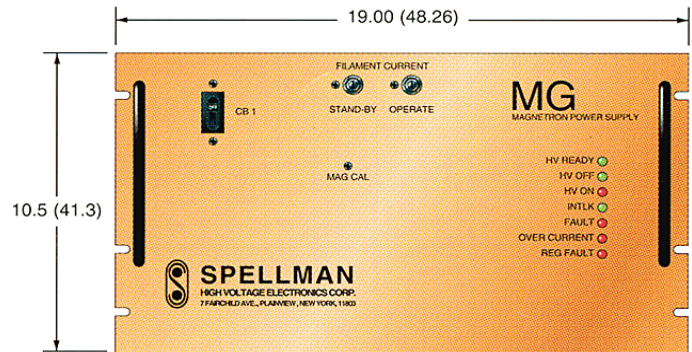 19.00 (48.26)
FILAMENT CURRENT
STAND-BY OPERATE
CB 1
MG
MAGNETRON POWER SUPPLY
MAG CAL
HV READY
HV OFF
HV ON
INTLK
FAULT
OVER CURRENT
REG FAULT
10.5 (41.3)
SPELLMAN
HIGH VOLTAGE ELECTRONICS CORP.
7 FAIRCHILD AVE., PLAINVIEW, NEW YORK, 11803